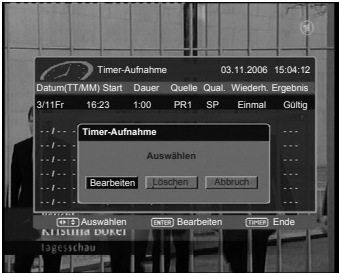 Timer-Aufnahme 03.11.2006 15:04:12
Datum(TT/MM) Start Dauer Quelle Qual. Wiederh. Ergebnis
3/11Fr 16:23 1:00 PR1 SP Einmal Gültig
--/-- ---
Timer-Aufnahme
--/-- ---
Auswählen
--/-- ---
Bearbeiten Löschen Abbruch
--/-- ---
--/-- ---
Auswählen ENTER Bearbeiten TIMER Ende
Kristina Böker
tagesschau